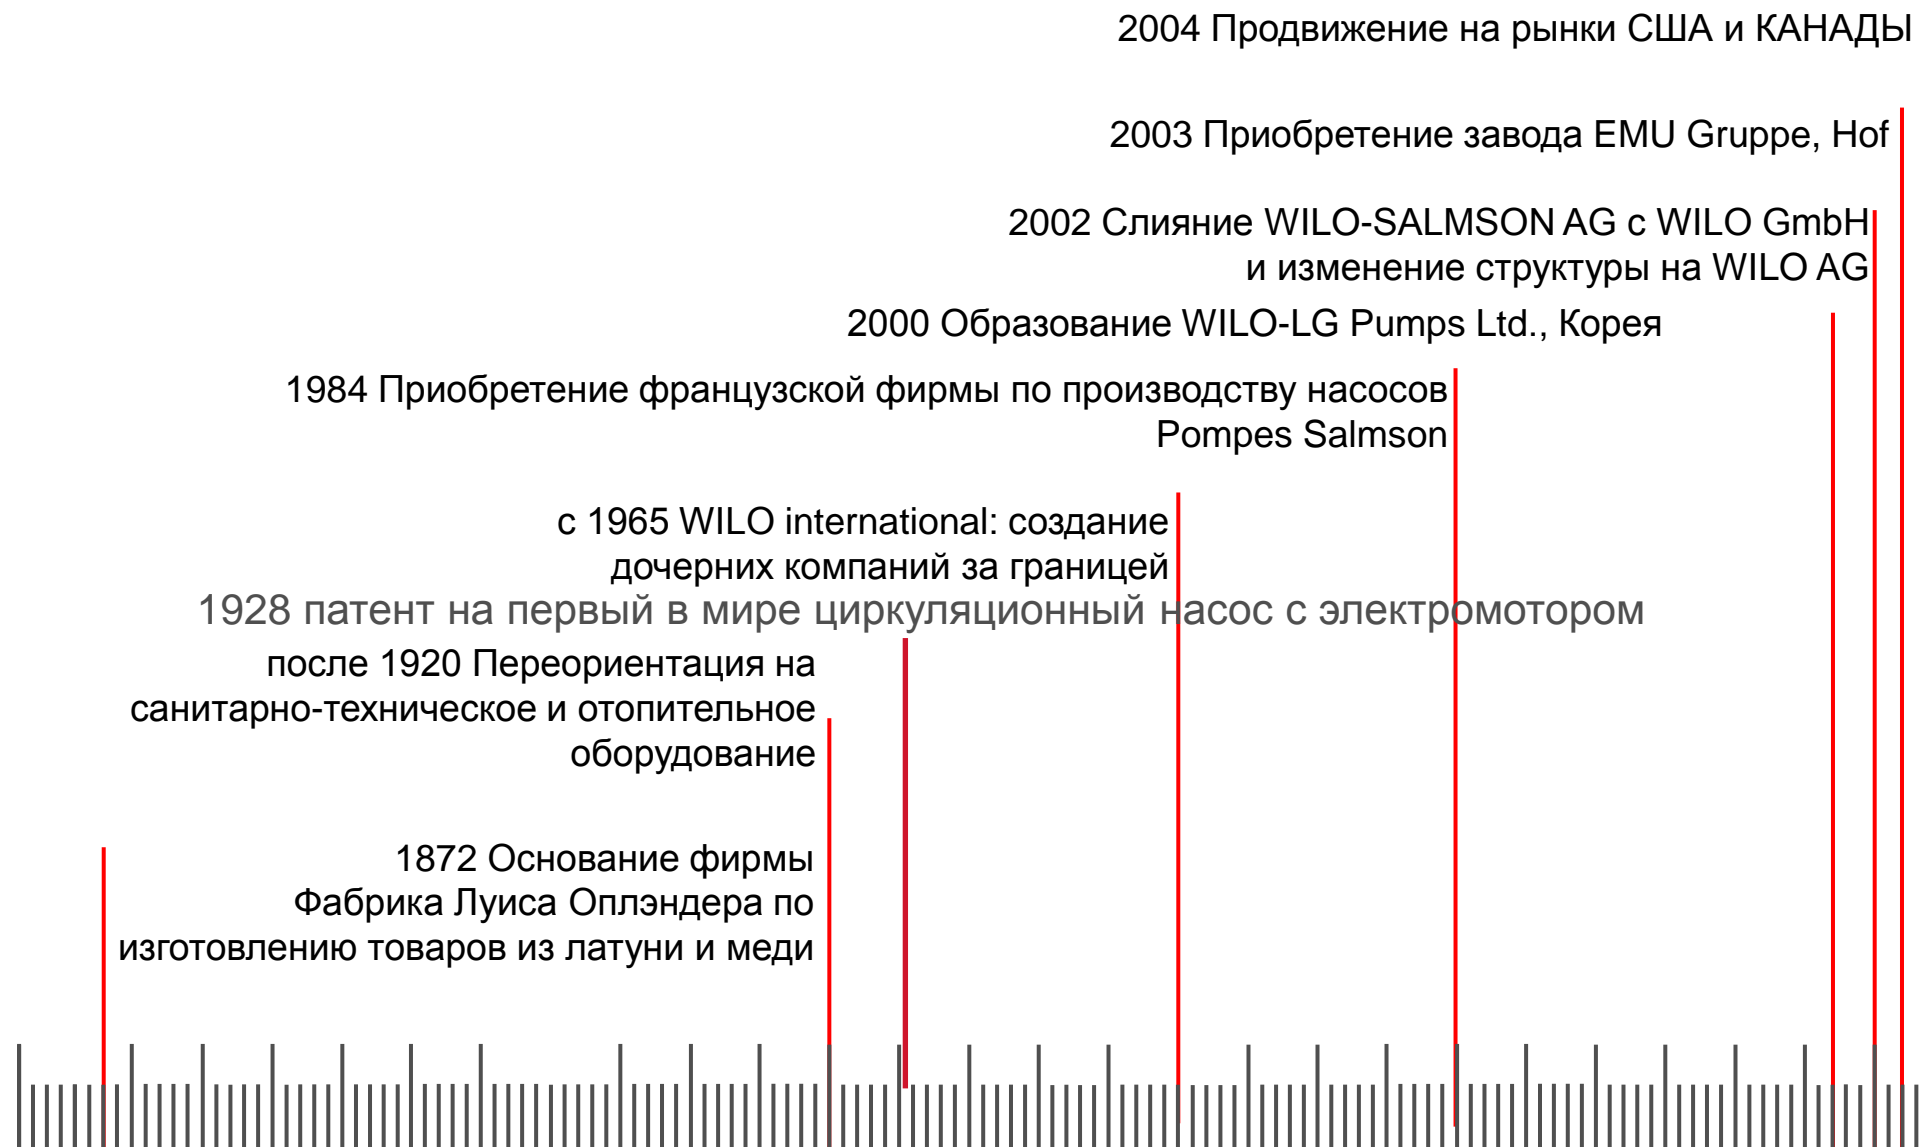 2004 Продвижение на рынки США и КАНАДЫ
2003 Приобретение завода EMU Gruppe, Hof
2002 Слияние WILO-SALMSON AG с WILO GmbH
и изменение структуры на WILO AG
2000 Образование WILO-LG Pumps Ltd., Корея
1984 Приобретение французской фирмы по производству насосов
Pompes Salmson
с 1965 WILO international: создание
дочерних компаний за границей
1928 патент на первый в мире циркуляционный насос с электромотором
после 1920 Переориентация на
санитарно-техническое и отопительное
оборудование
1872 Основание фирмы
Фабрика Луиса Оплэндера по
изготовлению товаров из латуни и меди